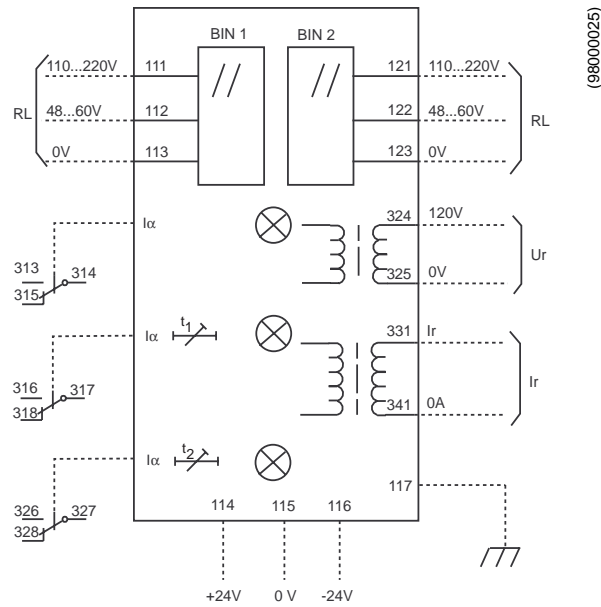 (98000025)
BIN 1 BIN 2
110...220V 111 121 110...220V
RL 48...60V 112 122 48...60V RL
0V 113 123 0V
Iα 324 120V
Ur
313 314 325 0V
315
t1 331 Ir
Iα
Ir
316 317
318 341 0A
t2
Iα
117
326 327 114 115 116
328
+24V 0 V -24V